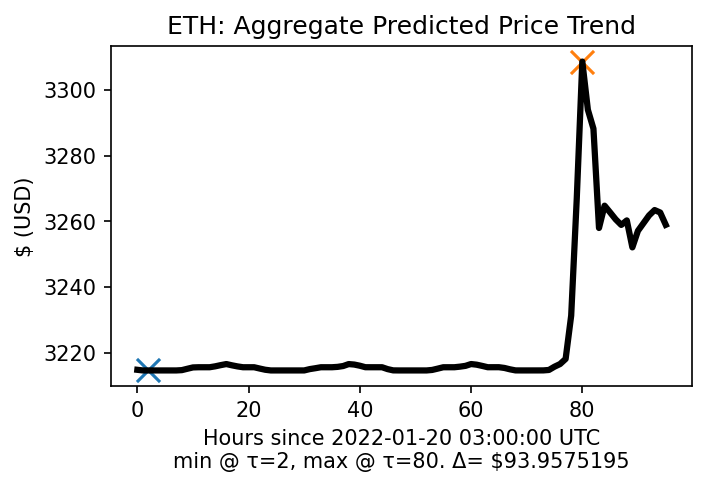 ETH: Aggregate Predicted Price Trend
3300
3280
3260
3240
3220
$ (USD)
0 20 40 60 80
Hours since 2022-01-20 03:00:00 UTC
min @ τ=2, max @ τ=80. Δ= $93.9575195